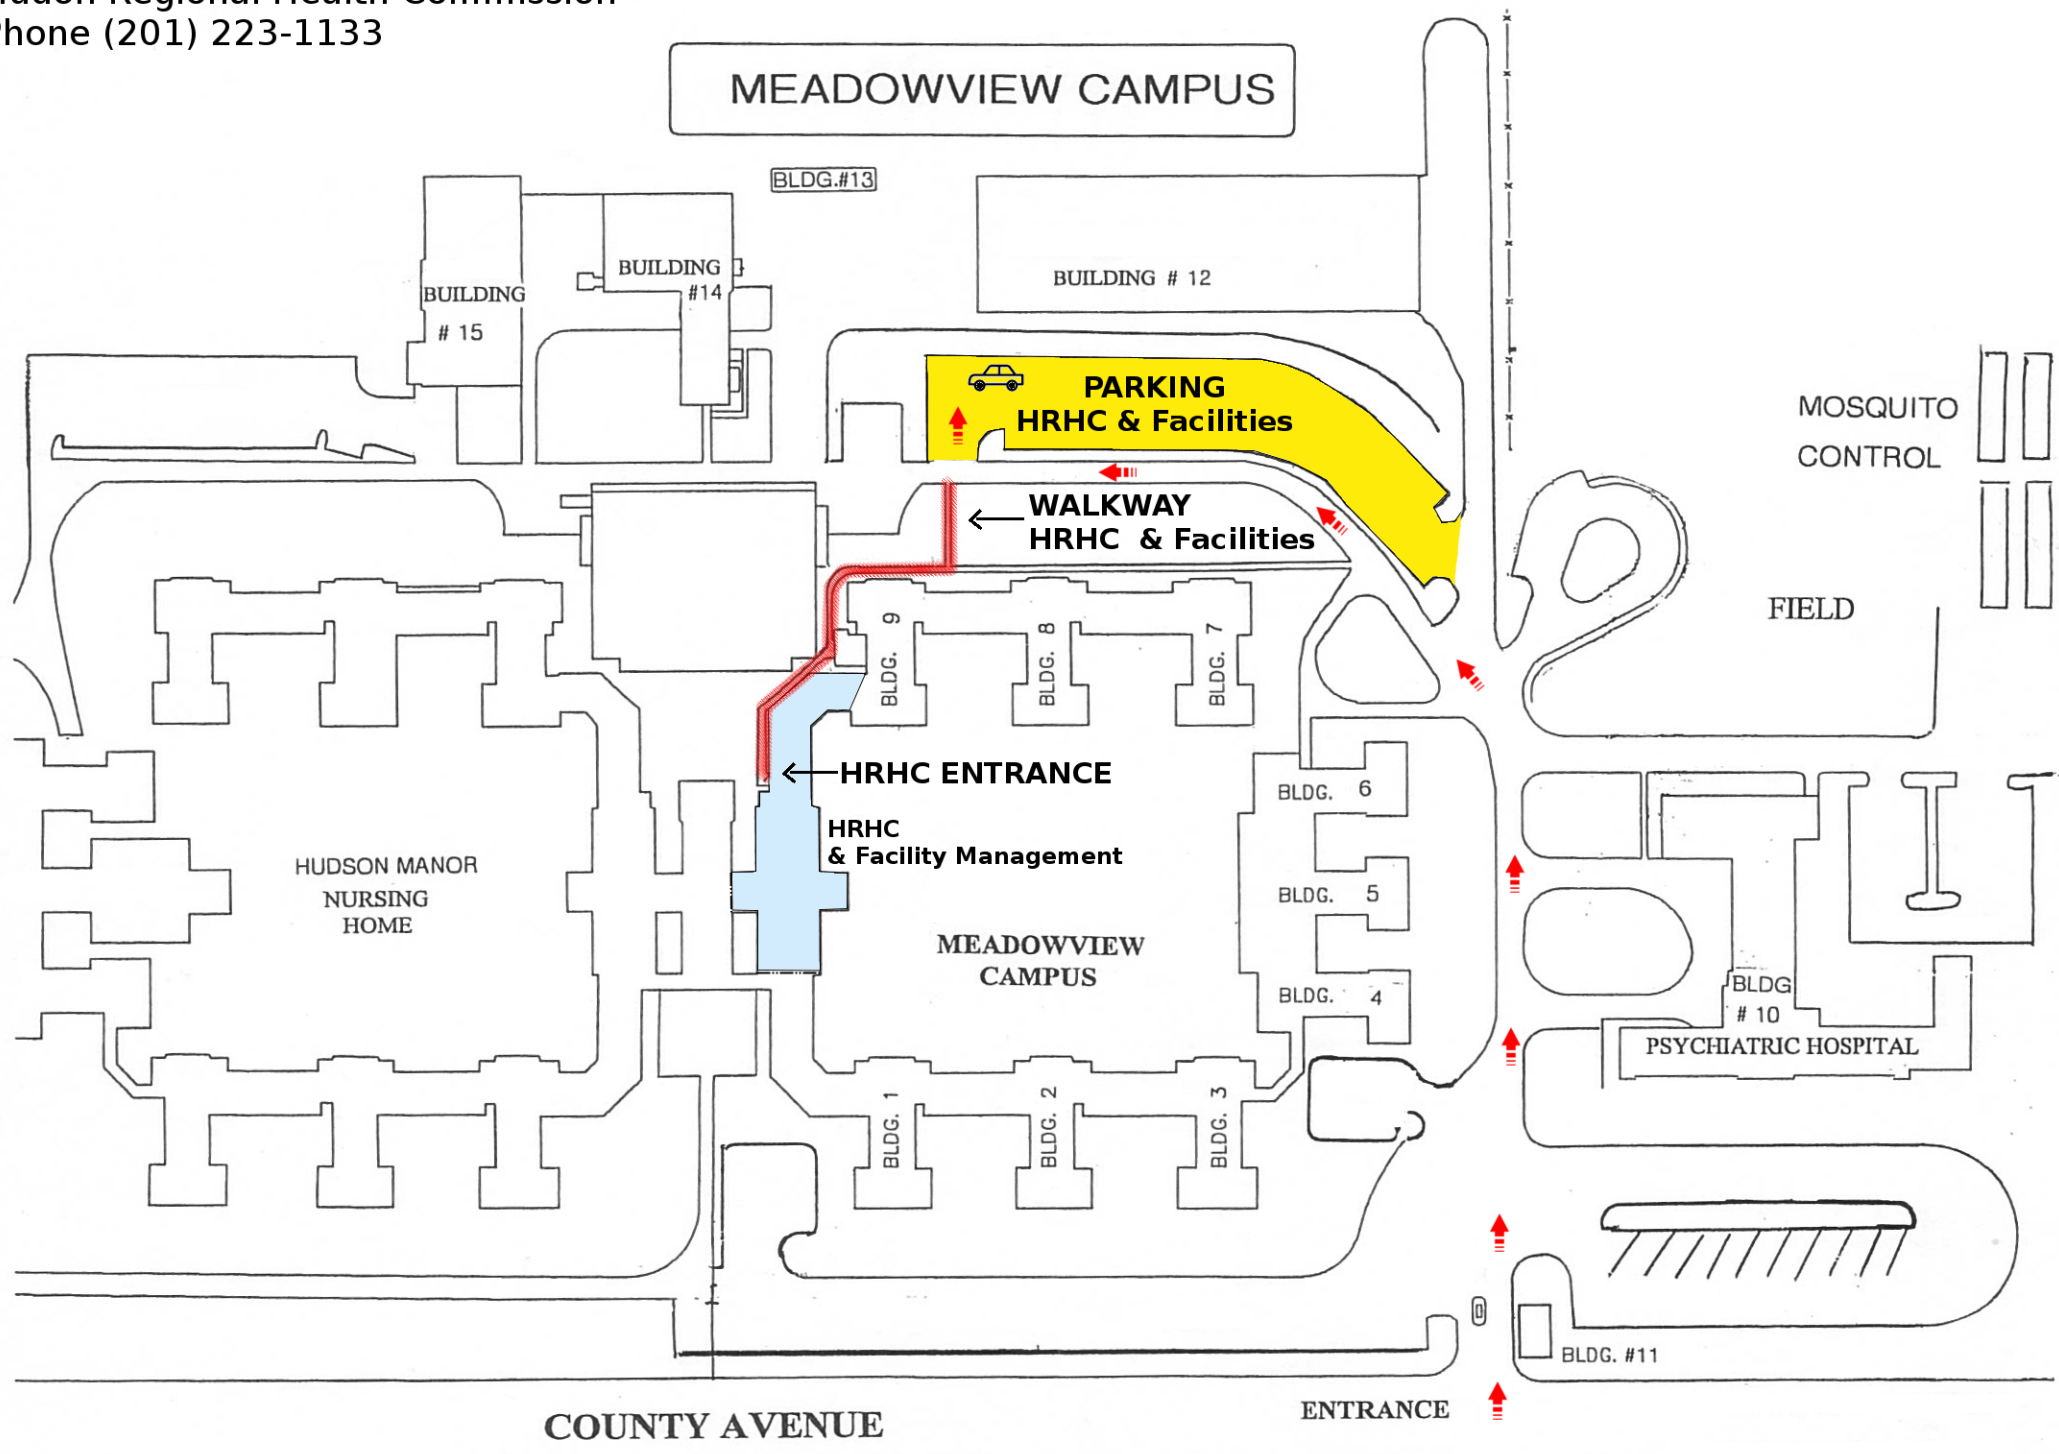 Phone (201) 223-1133
MEADOWVIEW CAMPUS
BLDG.#13
BUILDING
#14
BUILDING # 12
BUILDING
# 15
PARKING
HRHC & Facilities
MOSQUITO
CONTROL
WALKWAY
HRHC & Facilities
FIELD
BLDG. 9
BLDG. 8
BLDG. 7
HRHC ENTRANCE
BLDG. 6
HRHC
& Facility Management
HUDSON MANOR
NURSING
HOME
BLDG. 5
MEADOWVIEW
CAMPUS
BLDG. 4
BLDG
# 10
PSYCHIATRIC HOSPITAL
BLDG. 1
BLDG. 2
BLDG. 3
BLDG. #11
ENTRANCE
COUNTY AVENUE